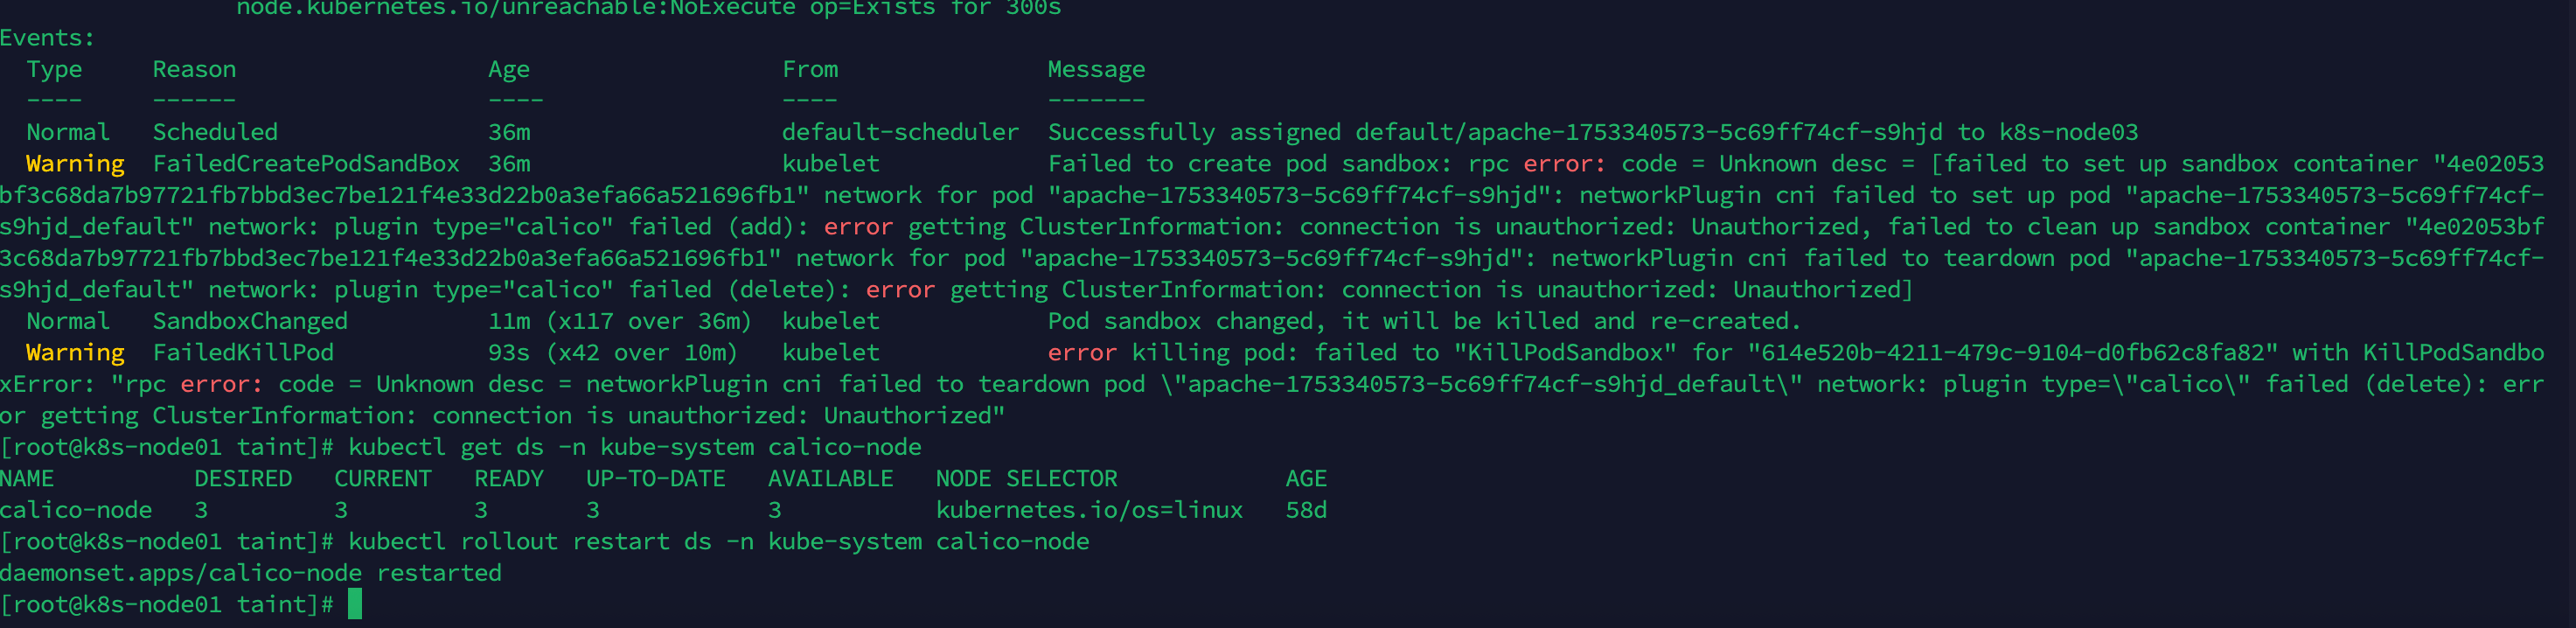 node.kubernetes.io/unreachable:NoExecute op=Exists for 300s
Events:
  Type     Reason                  Age                  From               Message
  ----     ------                  ----                 ----               -------
  Normal   Scheduled               36m                  default-scheduler  Successfully assigned default/apache-1753340573-5c69ff74cf-s9hjd to k8s-node03
  Warning  FailedCreatePodSandBox  36m                  kubelet            Failed to create pod sandbox: rpc error: code = Unknown desc = [failed to set up sandbox container "4e02053
bf3c68da7b97721fb7bbd3ec7be121f4e33d22b0a3efa66a521696fb1" network for pod "apache-1753340573-5c69ff74cf-s9hjd": networkPlugin cni failed to set up pod "apache-1753340573-5c69ff74cf-
s9hjd_default" network: plugin type="calico" failed (add): error getting ClusterInformation: connection is unauthorized: Unauthorized, failed to clean up sandbox container "4e02053bf
3c68da7b97721fb7bbd3ec7be121f4e33d22b0a3efa66a521696fb1" network for pod "apache-1753340573-5c69ff74cf-s9hjd": networkPlugin cni failed to teardown pod "apache-1753340573-5c69ff74cf-
s9hjd_default" network: plugin type="calico" failed (delete): error getting ClusterInformation: connection is unauthorized: Unauthorized]
  Normal   SandboxChanged          11m (x117 over 36m)  kubelet            Pod sandbox changed, it will be killed and re-created.
  Warning  FailedKillPod           93s (x42 over 10m)   kubelet            error killing pod: failed to "KillPodSandbox" for "614e520b-4211-479c-9104-d0fb62c8fa82" with KillPodSandbo
xError: "rpc error: code = Unknown desc = networkPlugin cni failed to teardown pod \"apache-1753340573-5c69ff74cf-s9hjd_default\" network: plugin type=\"calico\" failed (delete): err
or getting ClusterInformation: connection is unauthorized: Unauthorized"
[root@k8s-node01 taint]# kubectl get ds -n kube-system calico-node
NAME          DESIRED   CURRENT   READY   UP-TO-DATE   AVAILABLE   NODE SELECTOR            AGE
calico-node   3         3         3       3            3           kubernetes.io/os=linux   58d
[root@k8s-node01 taint]# kubectl rollout restart ds -n kube-system calico-node
daemonset.apps/calico-node restarted
[root@k8s-node01 taint]#